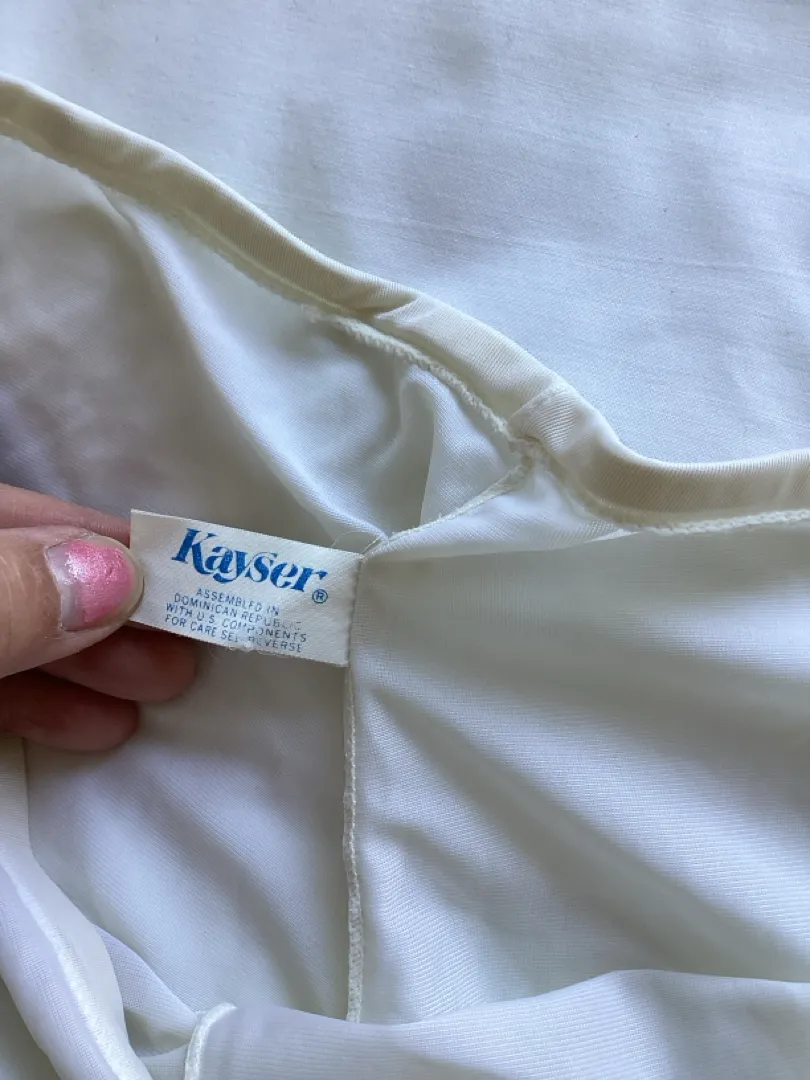 Kayser®
ASSEMBLED IN
DOMINICAN REPUBLIC
WITH U.S. COMPONENTS
FOR CARE SEE REVERSE